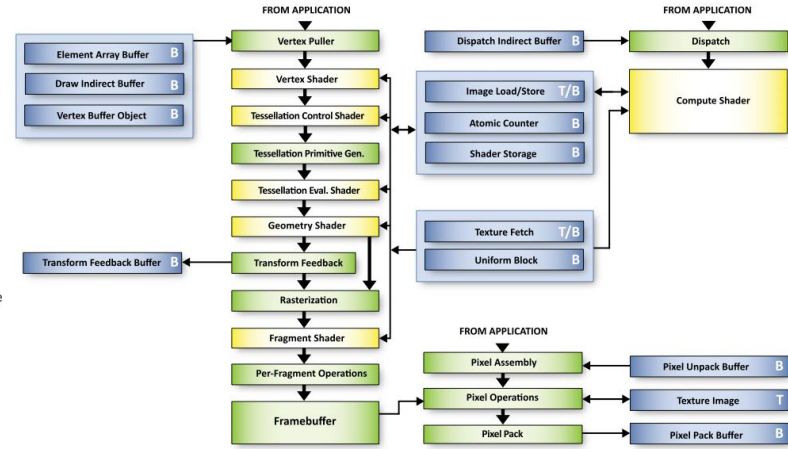 FROM APPLICATION
FROM APPLICATION
Element Array Buffer B
Draw Indirect Buffer B
Vertex Buffer Object B
Vertex Puller
Vertex Shader
Tessellation Control Shader
Tessellation Primitive Gen.
Tessellation Eval. Shader
Geometry Shader
Transform Feedback Buffer B
Transform Feedback
Rasterization
Fragment Shader
Per-Fragment Operations
Framebuffer
Dispatch Indirect Buffer B
Dispatch
Image Load/Store T/B
Atomic Counter B
Shader Storage B
Compute Shader
Texture Fetch T/B
Uniform Block B
FROM APPLICATION
Pixel Assembly
Pixel Unpack Buffer B
Pixel Operations
Texture Image T
Pixel Pack
Pixel Pack Buffer B
e